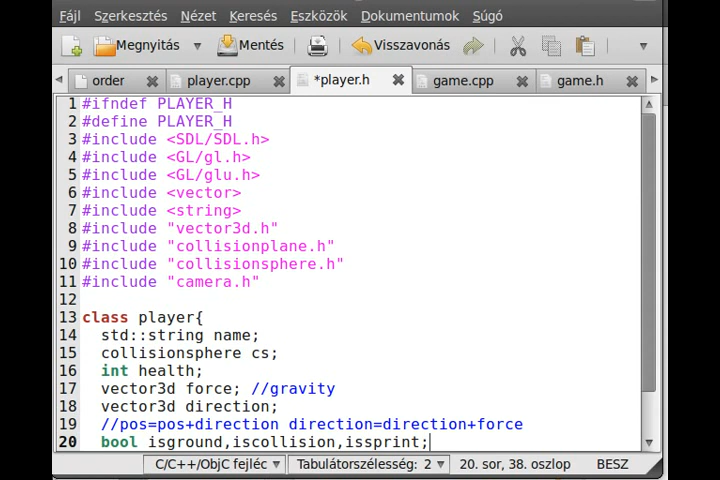 Fájl Szerkesztés Nézet Keresés Eszközök Dokumentumok Súgó
Megnyitás Mentés Visszavonás
order player.cpp *player.h game.cpp game.h
1 #ifndef PLAYER_H
2 #define PLAYER_H
3 #include <SDL/SDL.h>
4 #include <GL/gl.h>
5 #include <GL/glu.h>
6 #include <vector>
7 #include <string>
8 #include "vector3d.h"
9 #include "collisionplane.h"
10 #include "collisionsphere.h"
11 #include "camera.h"
12
13 class player{
14 std::string name;
15 collisionsphere cs;
16 int health;
17 vector3d force; //gravity
18 vector3d direction;
19 //pos=pos+direction direction=direction+force
20 bool isground,iscollision,issprint;
C/C++/ObjC fejléc Tabulátorszélesség: 2 20. sor, 38. oszlop BESZ